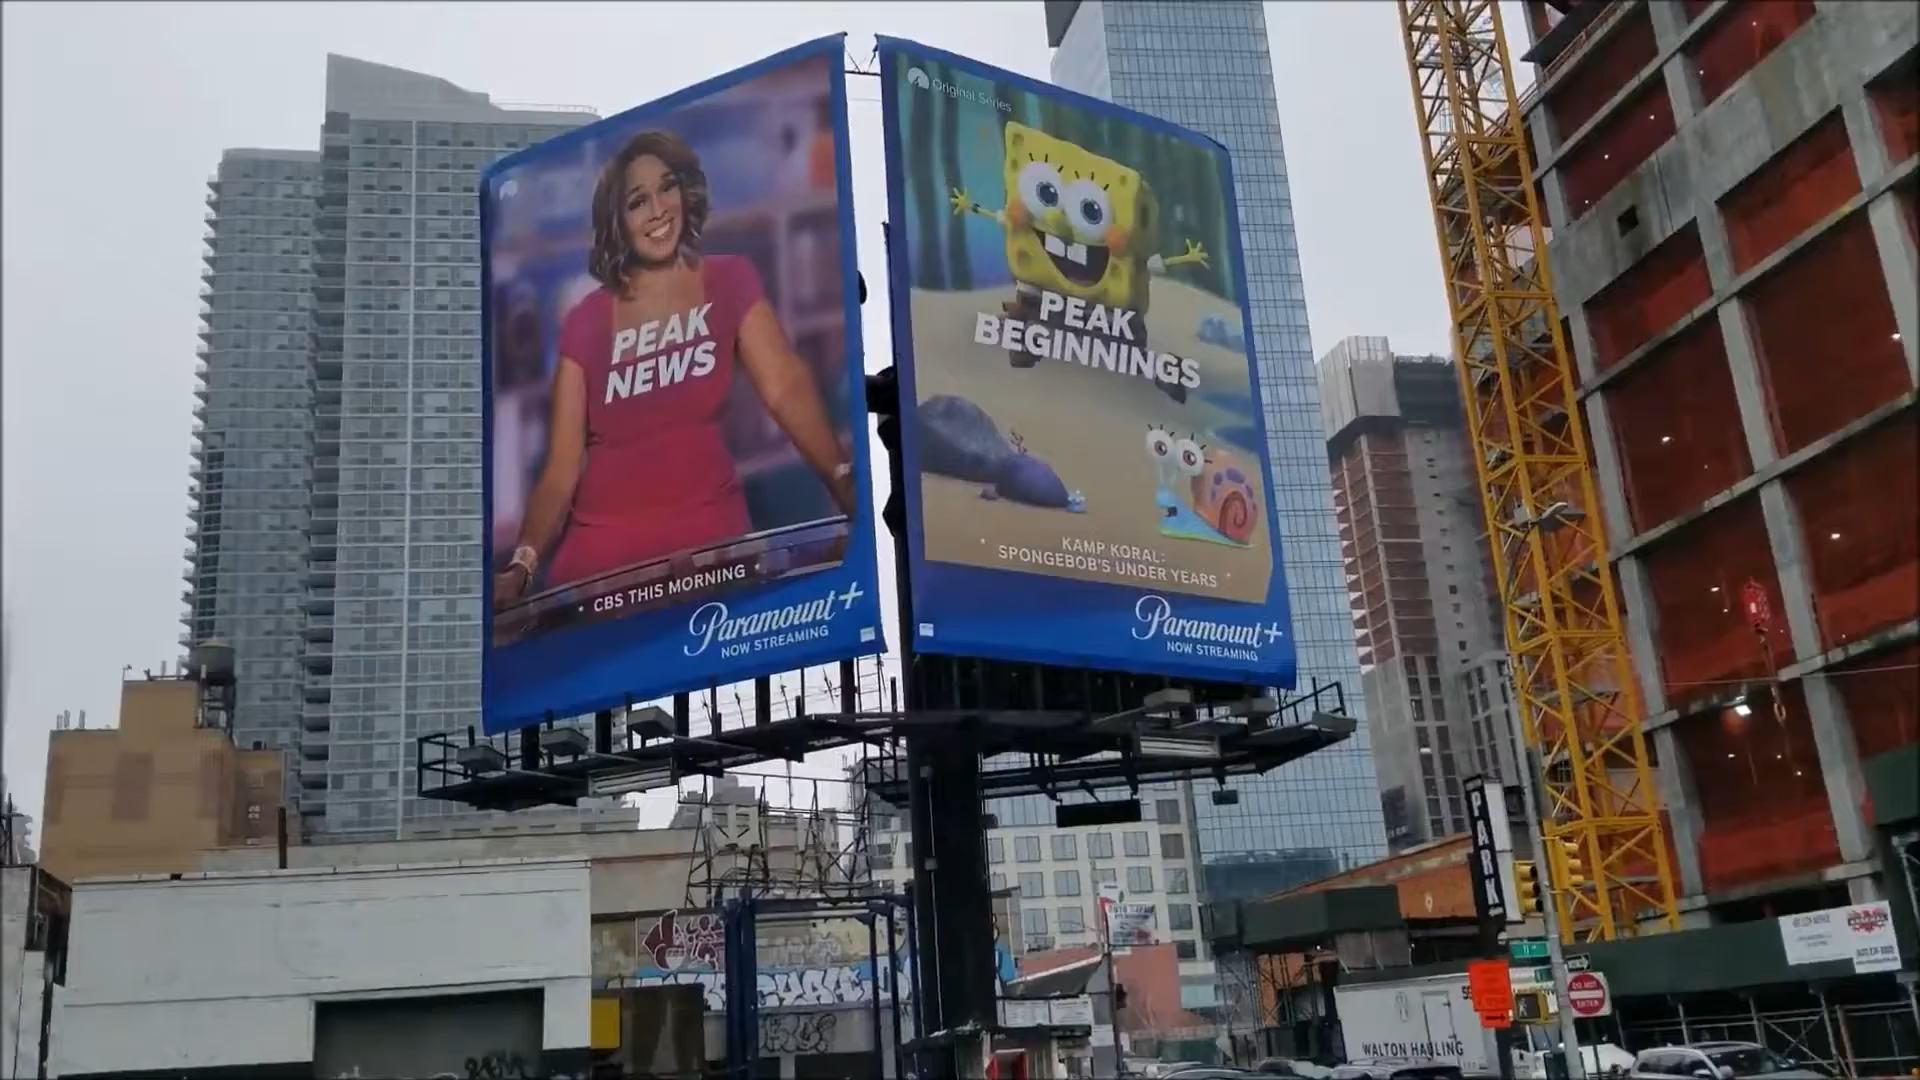 PEAK
NEWS
CBS THIS MORNING
Paramount+
NOW STREAMING
Original Series
PEAK
BEGINNINGS
KAMP KORAL:
SPONGEBOB'S UNDER YEARS
Paramount+
NOW STREAMING
PARK
WALTON HAULING
DO NOT
ENTER